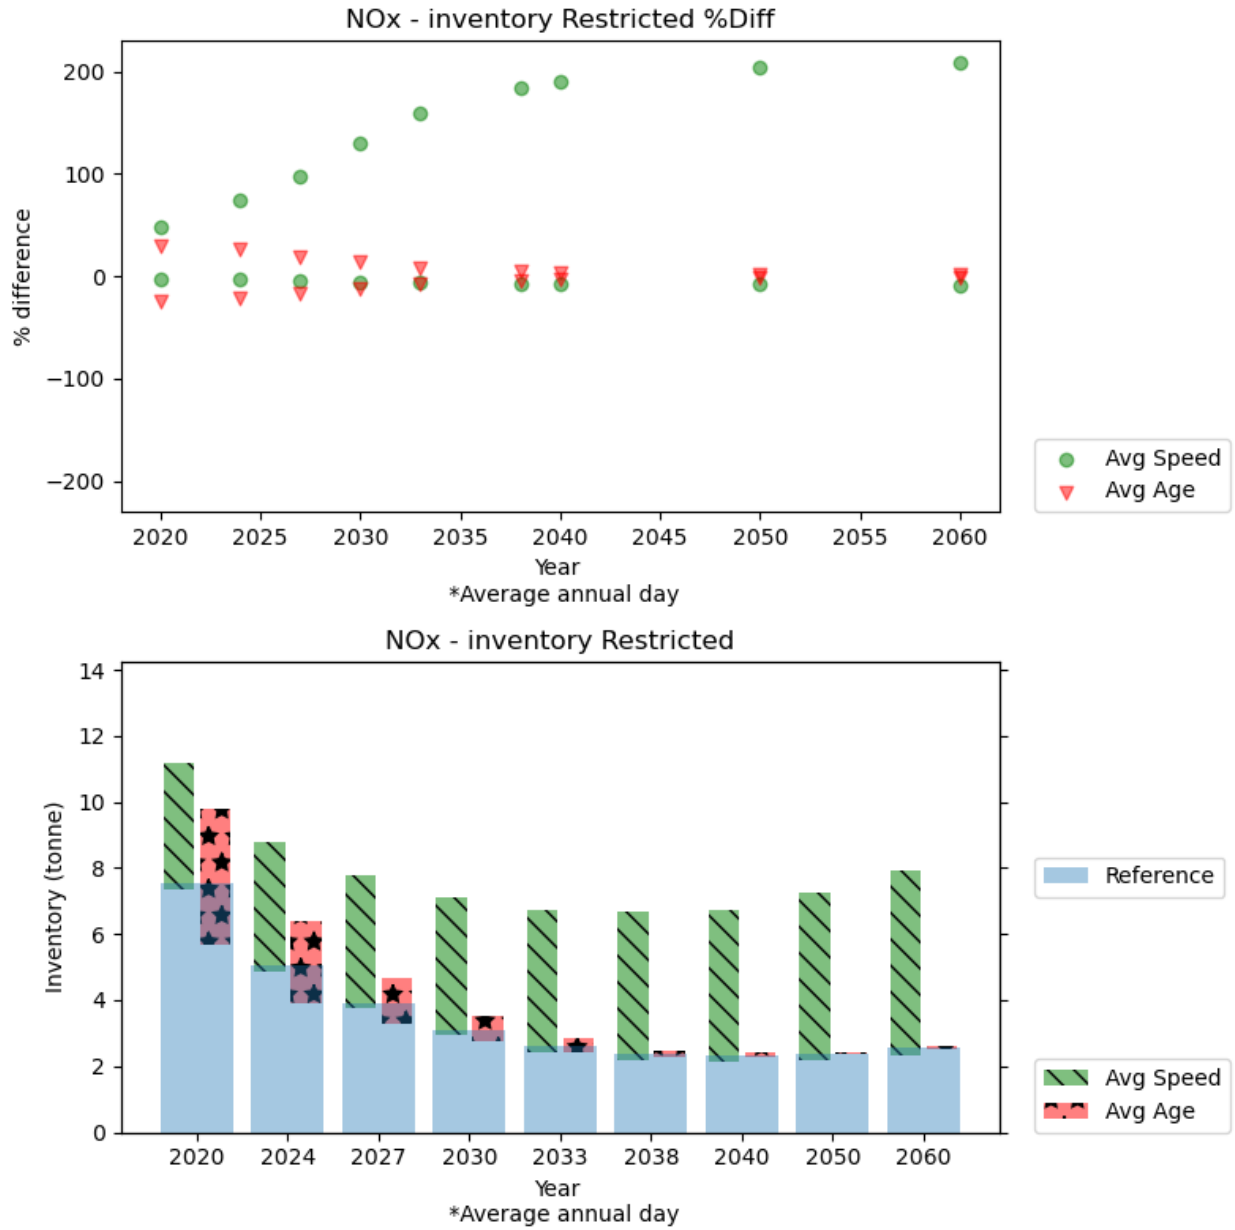 NOx - inventory Restricted %Diff
200
100
0
−100
−200
% difference
2020 2025 2030 2035 2040 2045 2050 2055 2060
Year
*Average annual day
Avg Speed
Avg Age
NOx - inventory Restricted
14
12
10
8
6
4
2
0
Inventory (tonne)
2020 2024 2027 2030 2033 2038 2040 2050 2060
Year
*Average annual day
Reference
Avg Speed
Avg Age